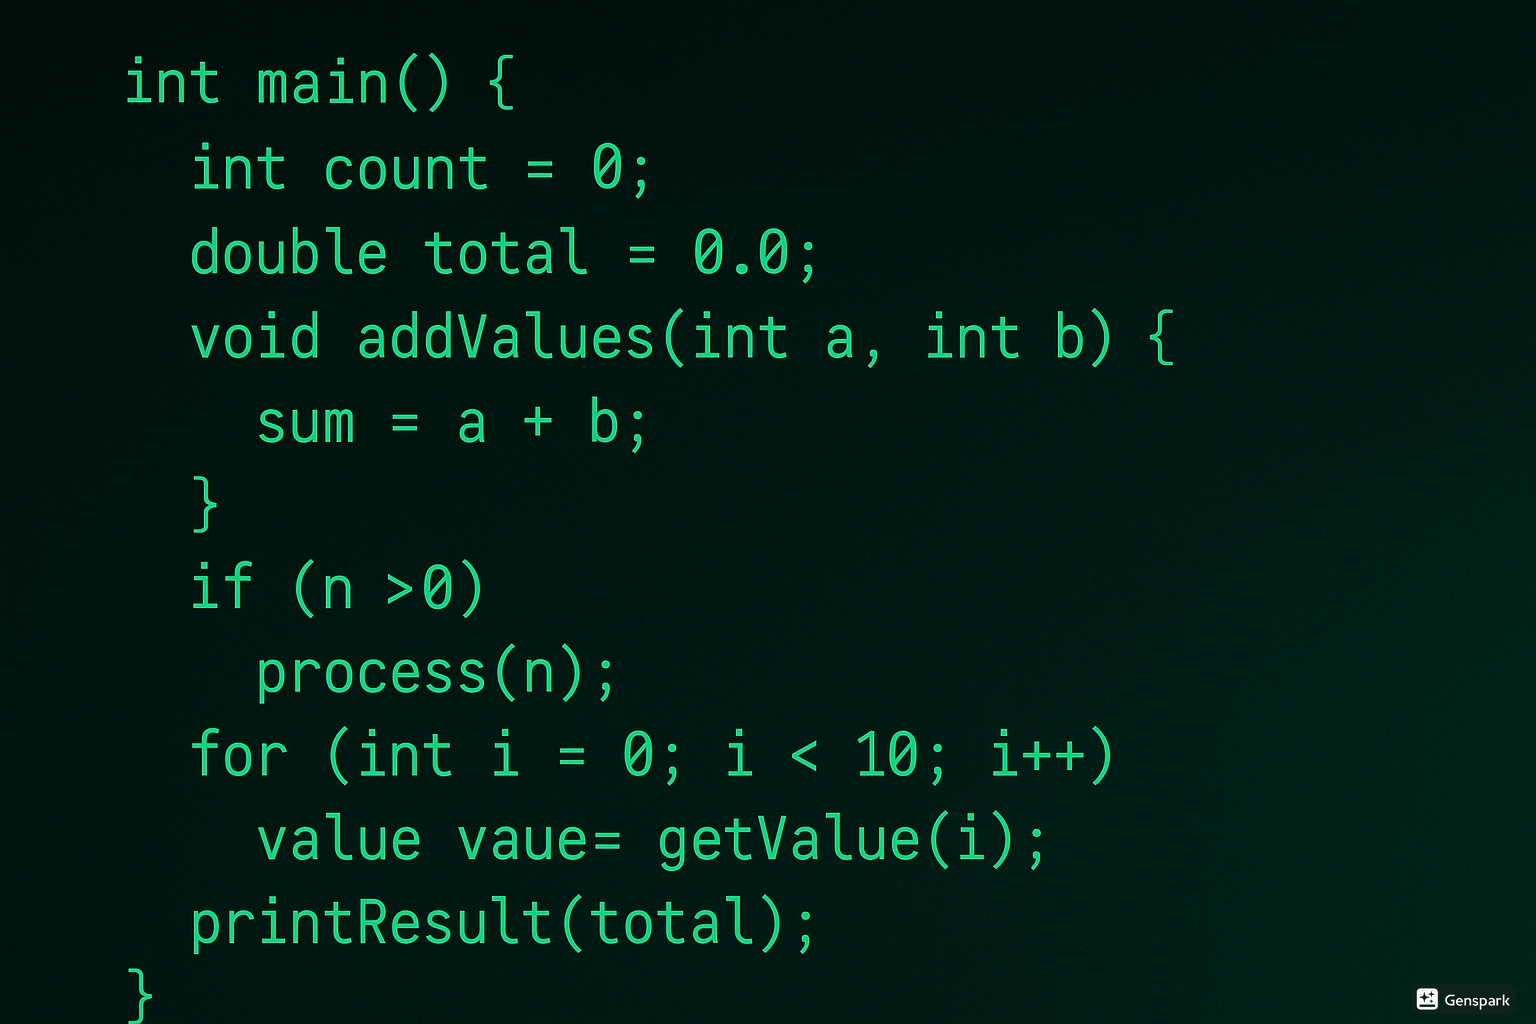 int main() {
int count = 0;
double total = 0.0;
void addValues(int a, int b) {
sum = a + b;
}
if (n >0)
process(n);
for (int i = 0; i < 10; i++)
value vaue= getValue(i);
printResult(total);
}
Genspark